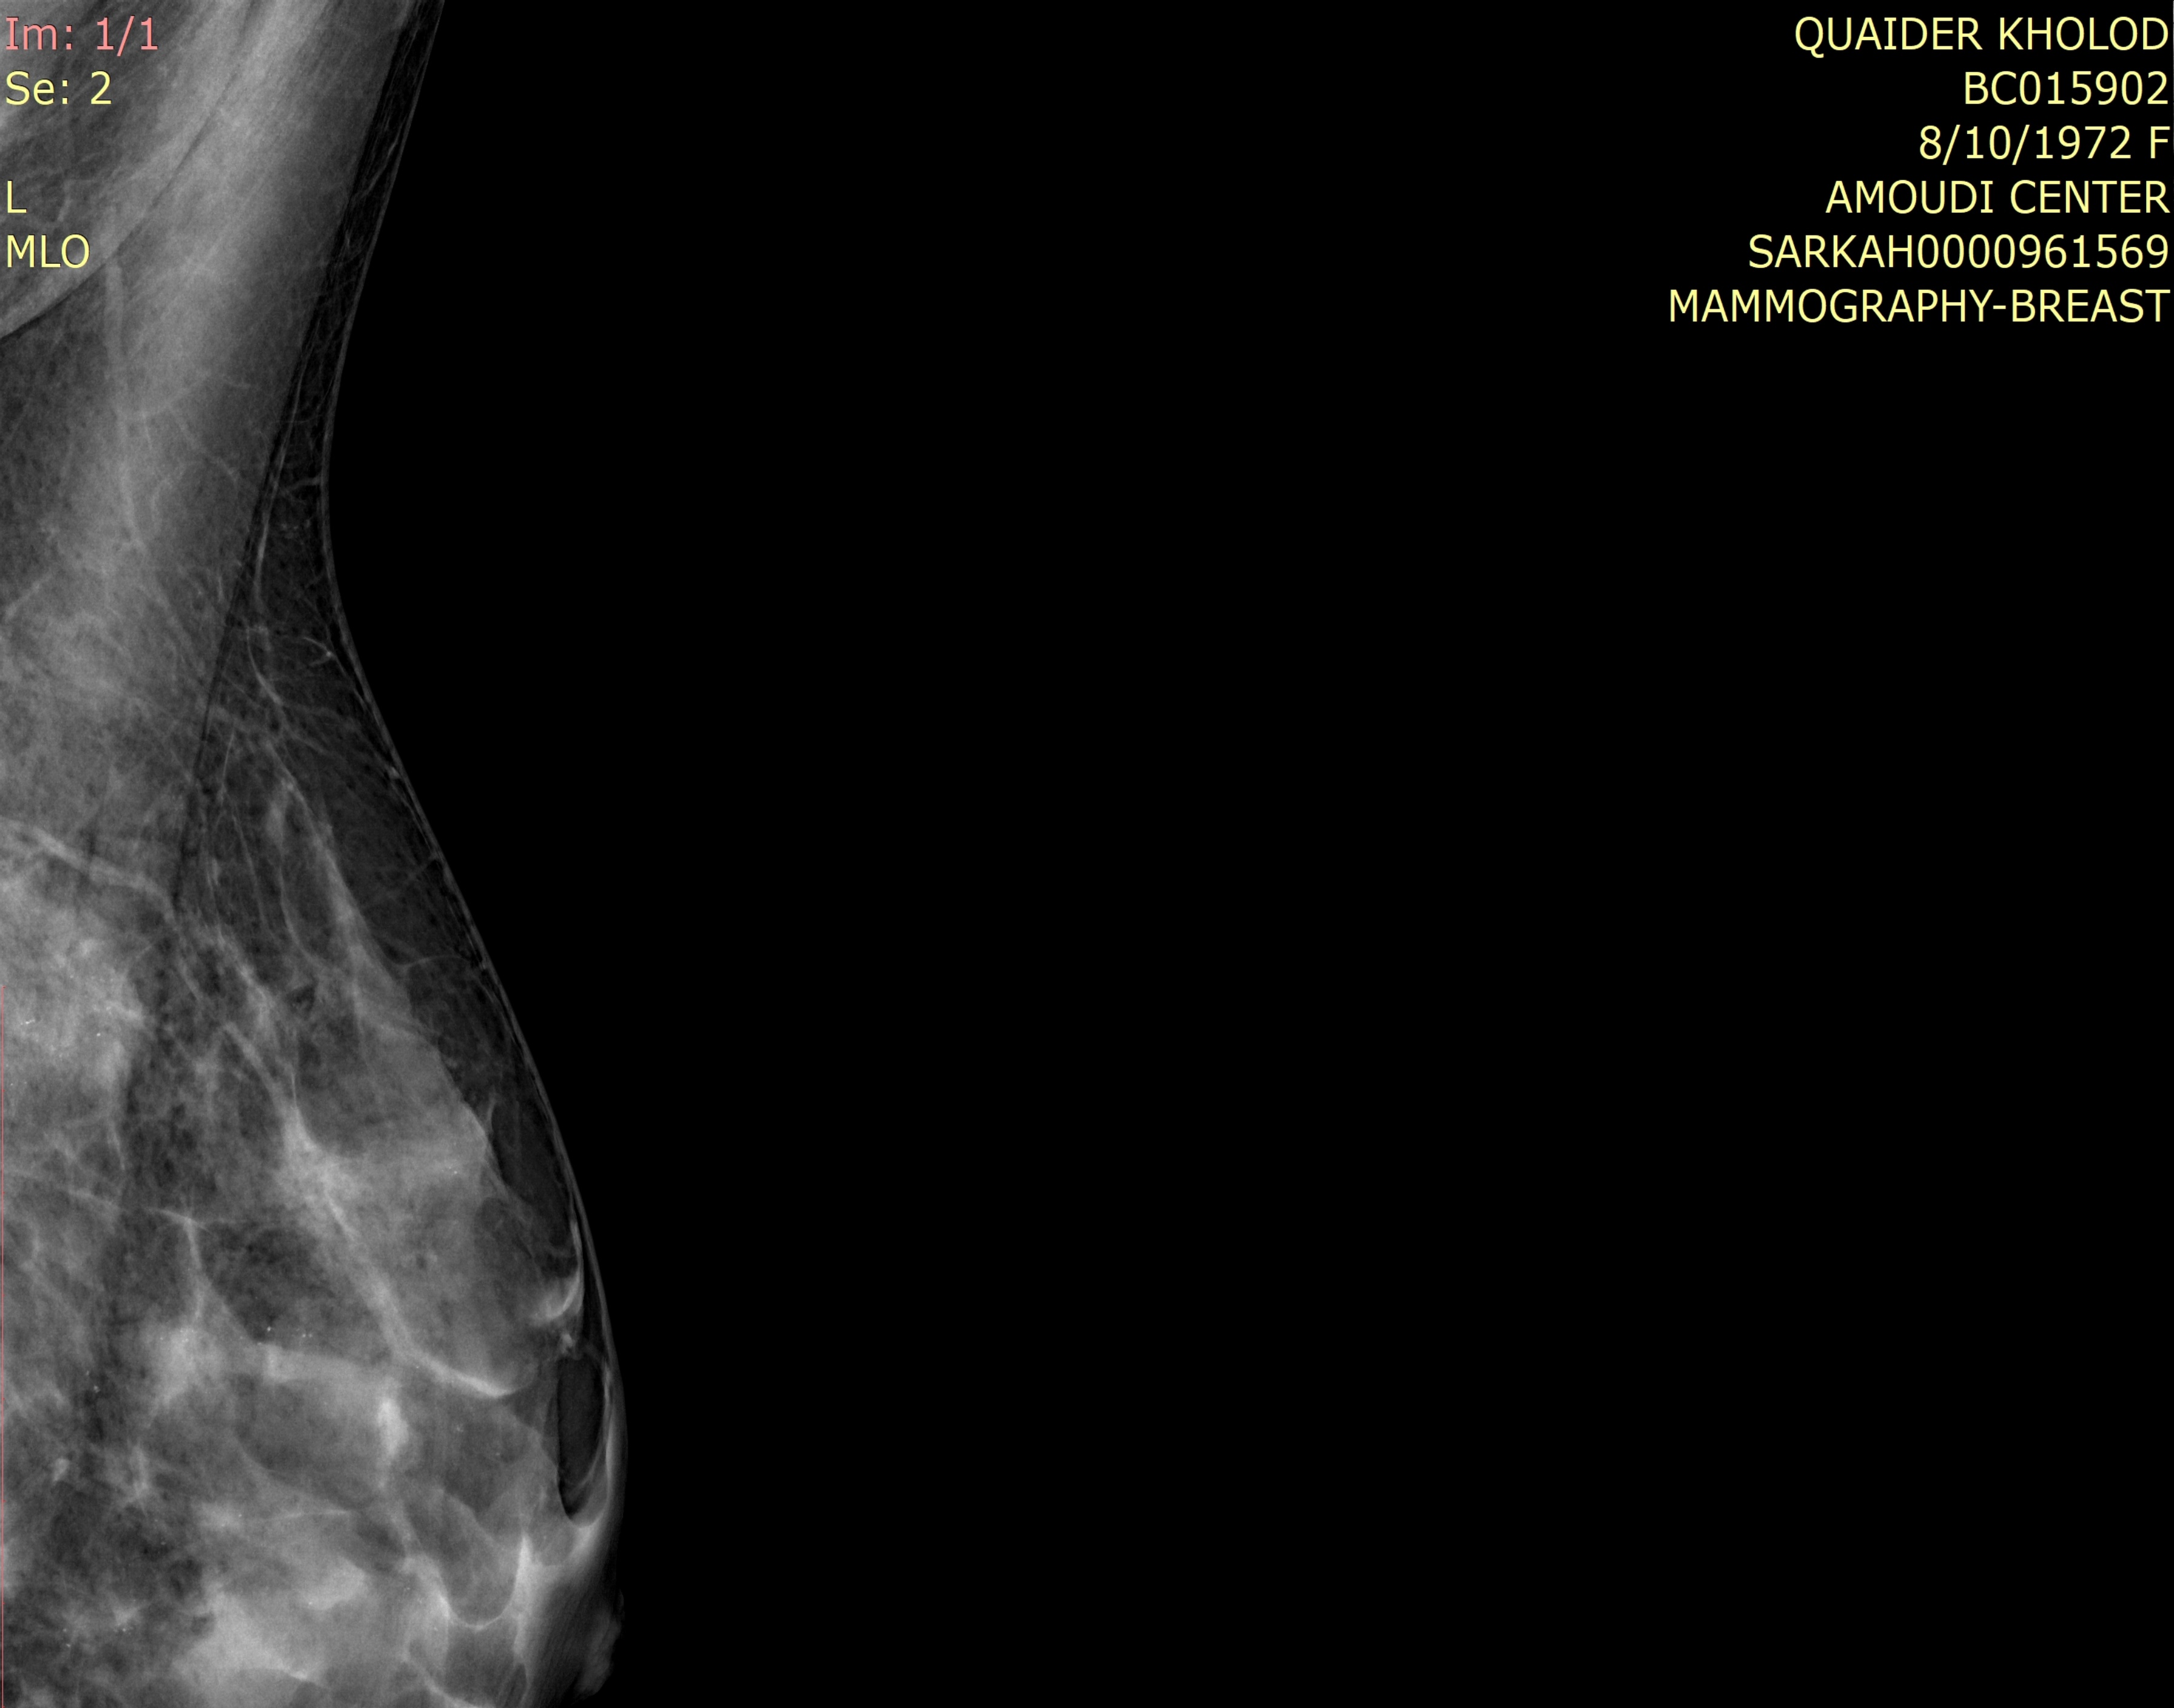 Im: 1/1
Se: 2
L
MLO
QUAIDER KHOLOD
BC015902
8/10/1972 F
AMOUDI CENTER
SARKAH0000961569
MAMMOGRAPHY-BREAST